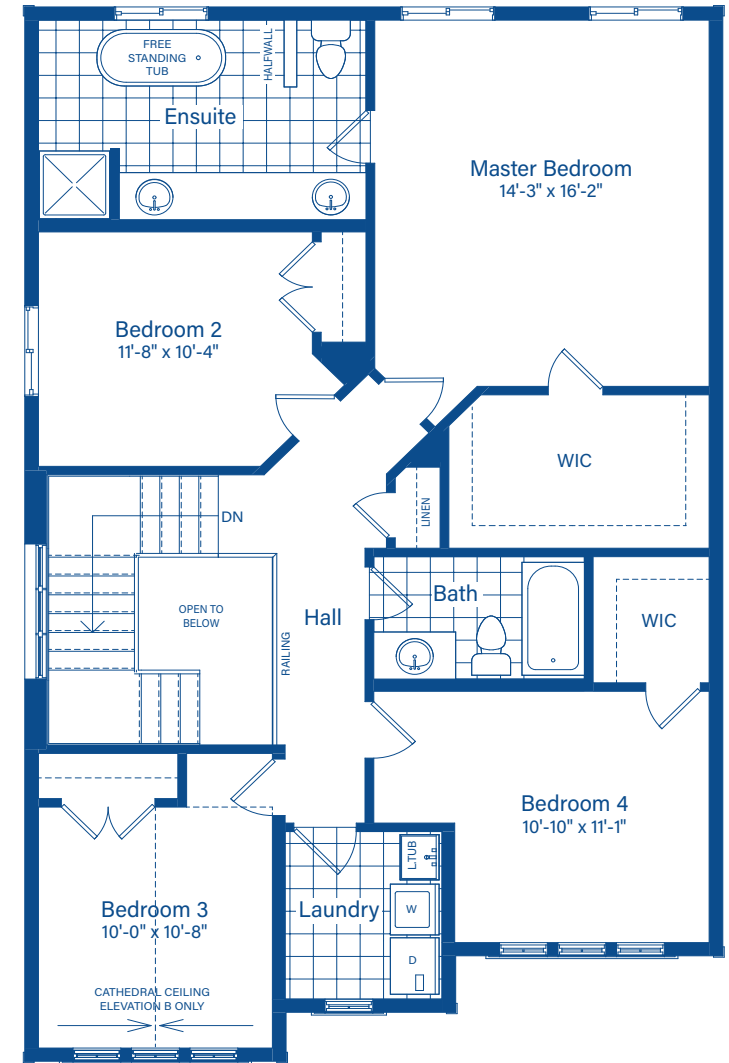 FREE
STANDING
TUB
HALFWALL
Ensuite
Master Bedroom
14'-3" x 16'-2"
Bedroom 2
11'-8" x 10'-4"
WIC
LINEN
DN
OPEN TO
BELOW
RAILING
Hall
Bath
WIC
Bedroom 4
10'-10" x 11'-1"
L.TUB
Laundry
W
D
Bedroom 3
10'-0" x 10'-8"
CATHEDRAL CEILING
ELEVATION B ONLY